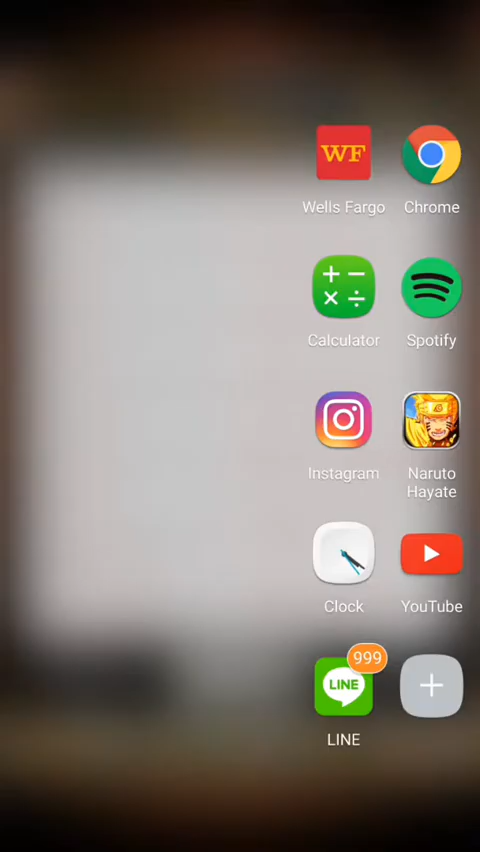 WF
Wells Fargo
Chrome
Calculator
Spotify
Instagram
Naruto
Hayate
Clock
YouTube
999
LINE
LINE